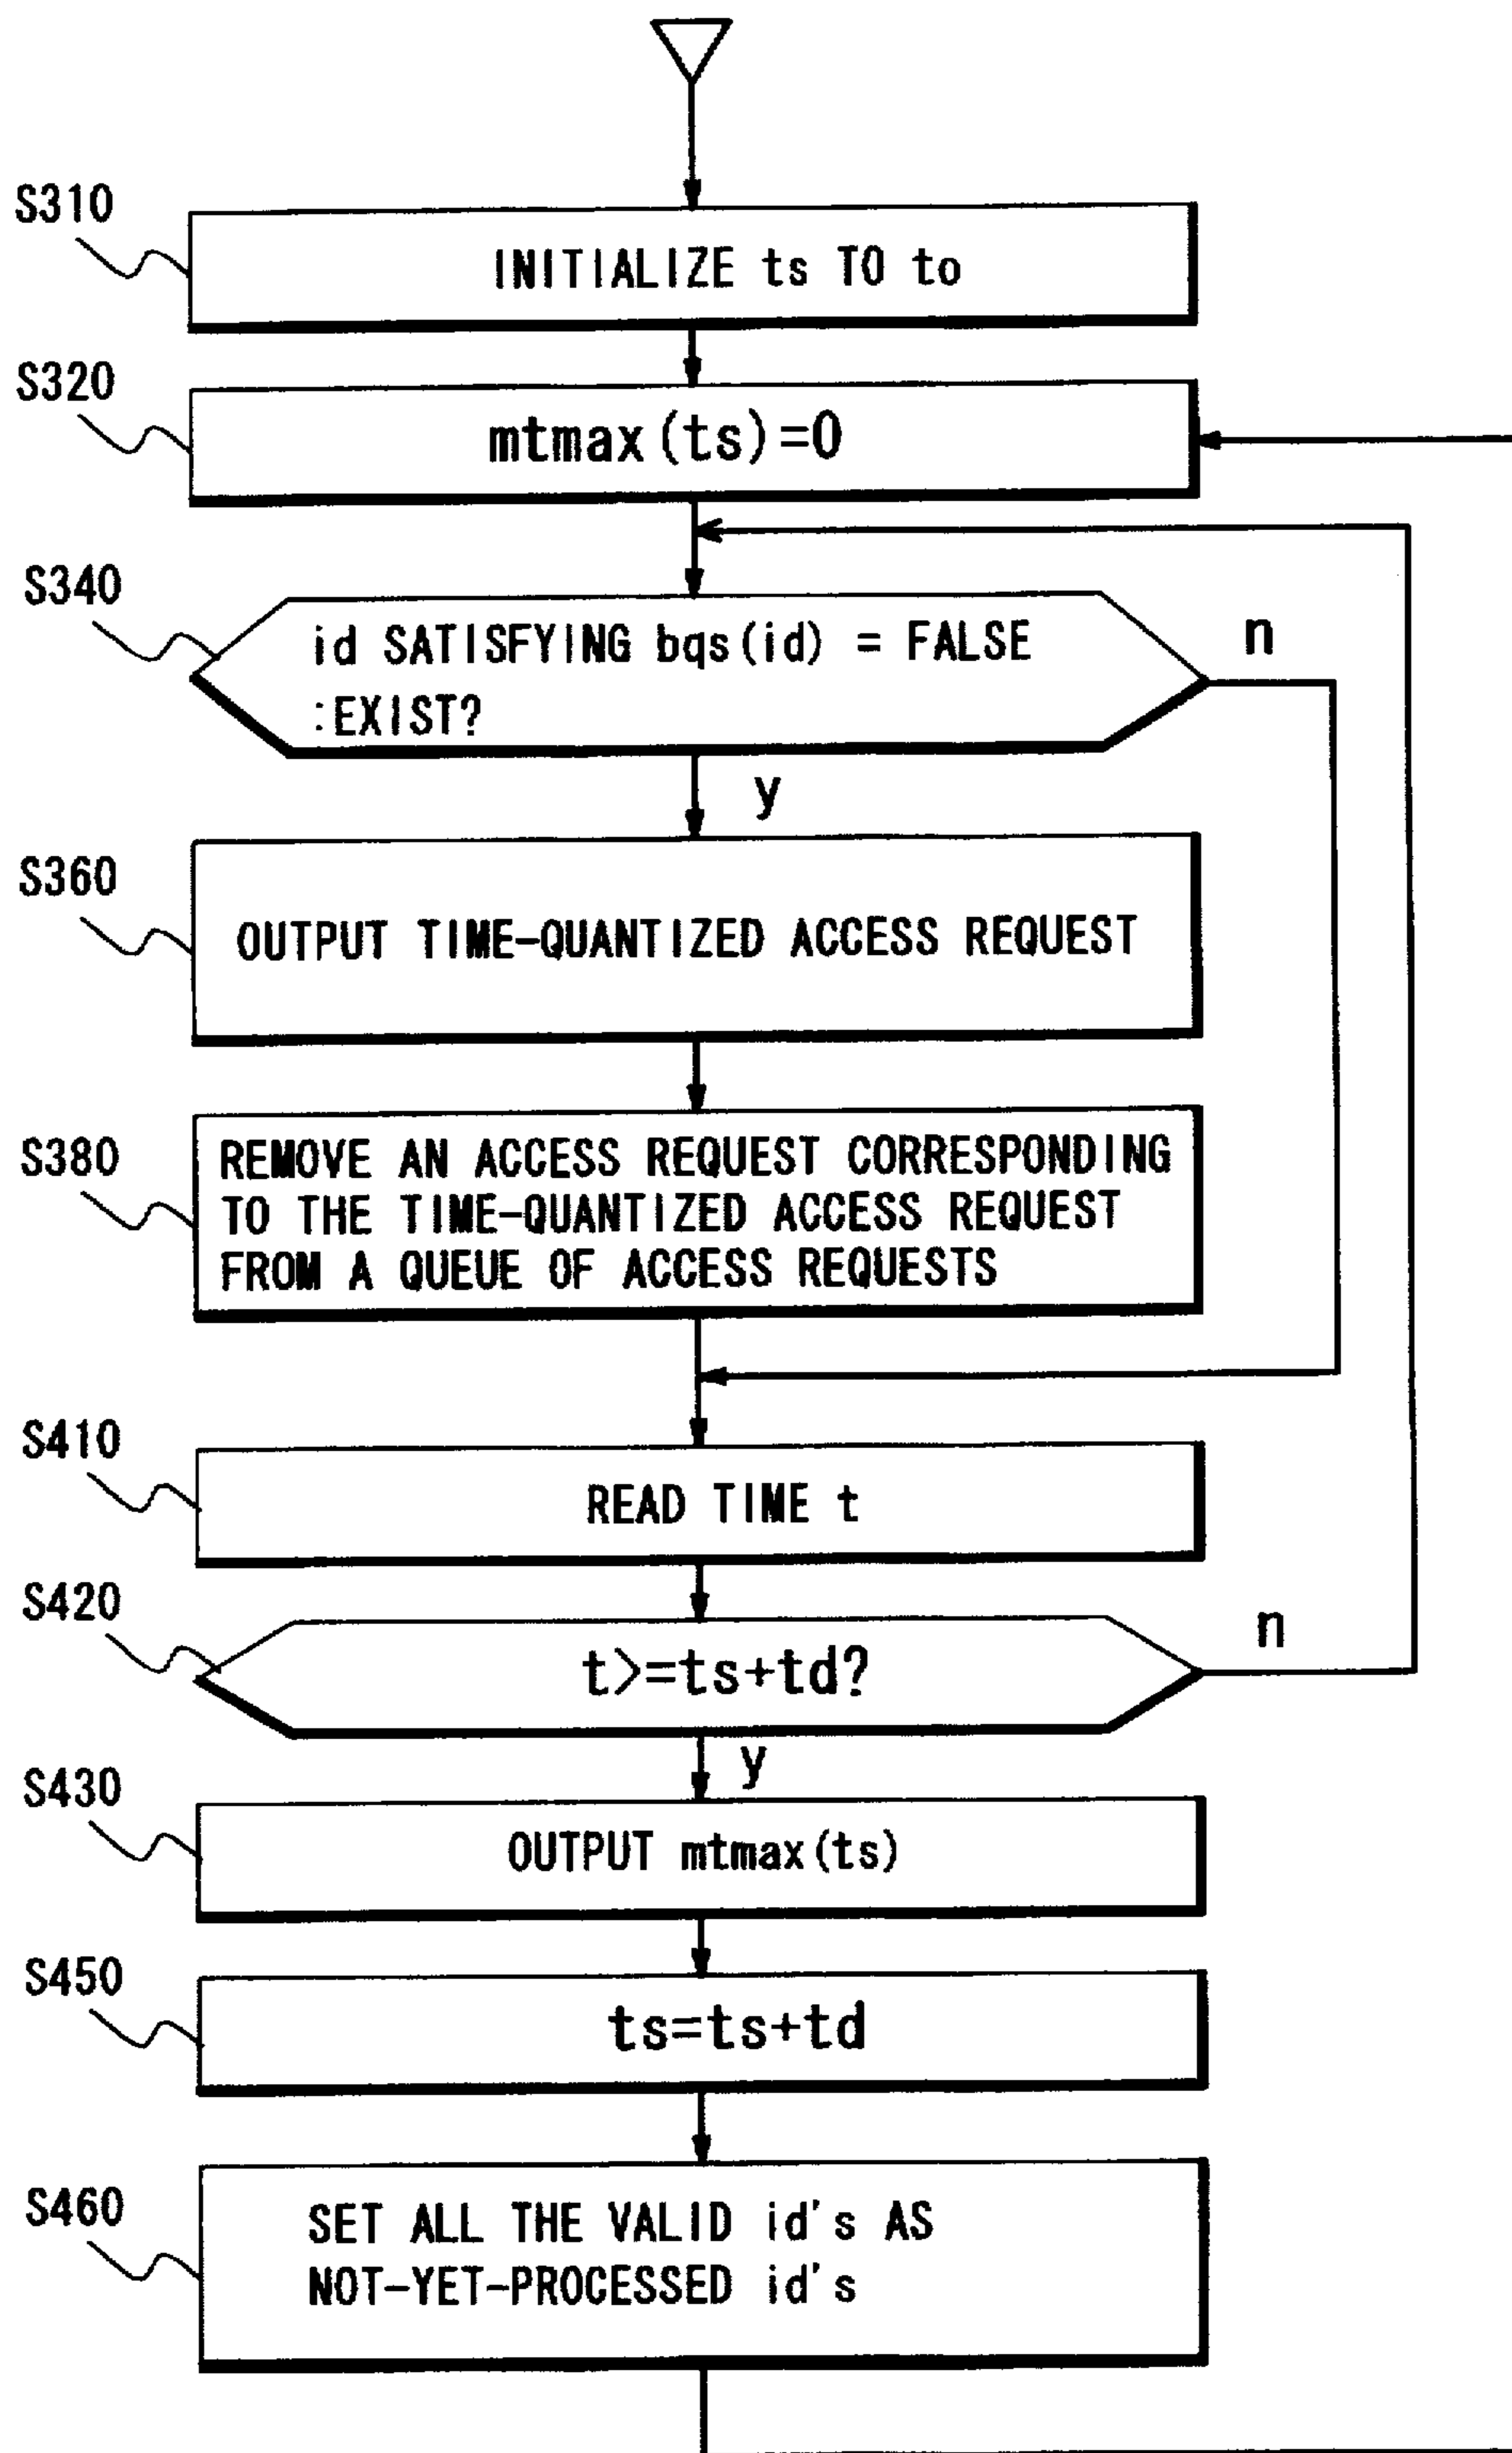 S310
INITIALIZE ts TO to
S320
mtmax(ts)=0
S340
id SATISFYING bqs(id) = FALSE
:EXIST?
n
y
S360
OUTPUT TIME-QUANTIZED ACCESS REQUEST
S380
REMOVE AN ACCESS REQUEST CORRESPONDING
TO THE TIME-QUANTIZED ACCESS REQUEST
FROM A QUEUE OF ACCESS REQUESTS
S410
READ TIME t
S420
t>=ts+td?
n
y
S430
OUTPUT mtmax(ts)
S450
ts=ts+td
S460
SET ALL THE VALID id's AS
NOT-YET-PROCESSED id's